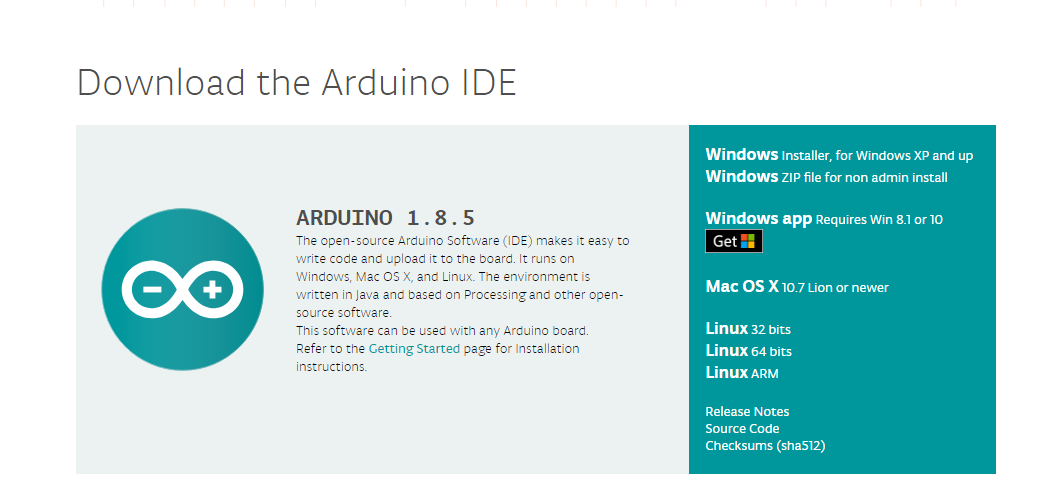 Download the Arduino IDE
ARDUINO 1.8.5
The open-source Arduino Software (IDE) makes it easy to
write code and upload it to the board. It runs on
Windows, Mac OS X, and Linux. The environment is
written in Java and based on Processing and other open-
source software.
This software can be used with any Arduino board.
Refer to the Getting Started page for Installation
instructions.
Windows Installer, for Windows XP and up
Windows ZIP file for non admin install
Windows app Requires Win 8.1 or 10
Get
Mac OS X 10.7 Lion or newer
Linux 32 bits
Linux 64 bits
Linux ARM
Release Notes
Source Code
Checksums (sha512)